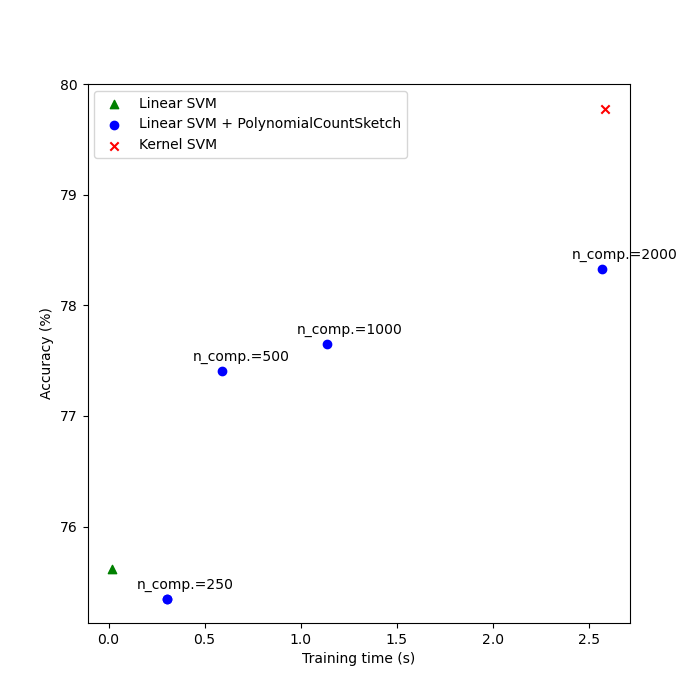 80
Linear SVM
Linear SVM + PolynomialCountSketch
Kernel SVM
79
n_comp.=2000
78
n_comp.=1000
n_comp.=500
77
76
n_comp.=250
Accuracy (%)
0.0 0.5 1.0 1.5 2.0 2.5
Training time (s)